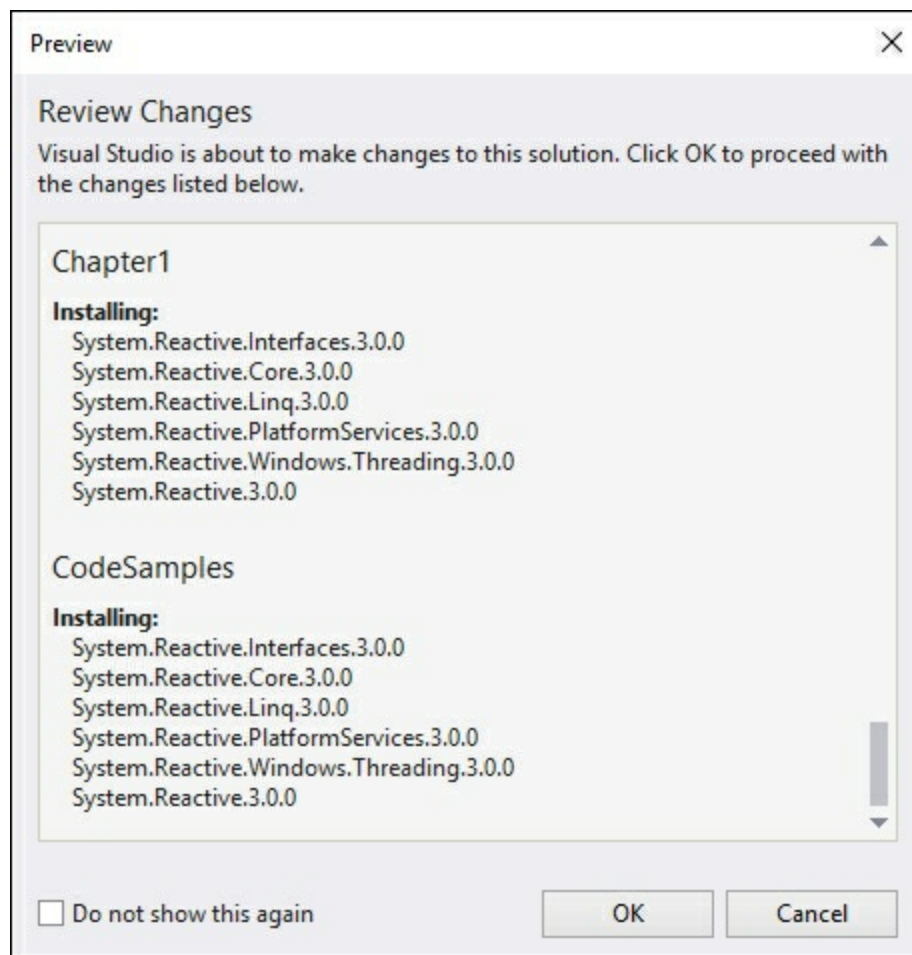 Preview
Review Changes
Visual Studio is about to make changes to this solution. Click OK to proceed with
the changes listed below.
Chapter1
Installing:
System.Reactive.Interfaces.3.0.0
System.Reactive.Core.3.0.0
System.Reactive.Linq.3.0.0
System.Reactive.PlatformServices.3.0.0
System.Reactive.Windows.Threading.3.0.0
System.Reactive.3.0.0
CodeSamples
Installing:
System.Reactive.Interfaces.3.0.0
System.Reactive.Core.3.0.0
System.Reactive.Linq.3.0.0
System.Reactive.PlatformServices.3.0.0
System.Reactive.Windows.Threading.3.0.0
System.Reactive.3.0.0
Do not show this again
OK
Cancel